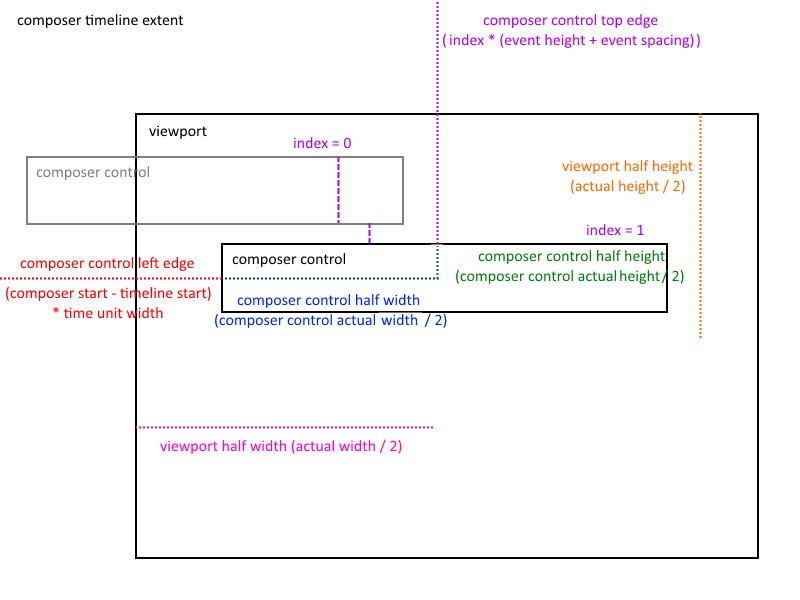 composer timeline extent
composer control top edge
(index * (event height + event spacing))
viewport
index = 0
viewport half height
(actual height / 2)
composer control
index = 1
composer control
composer control half height
(composer control actual height / 2)
composer control left edge
(composer start - timeline start)
* time unit width
composer control half width
(composer control actual width / 2)
viewport half width (actual width / 2)